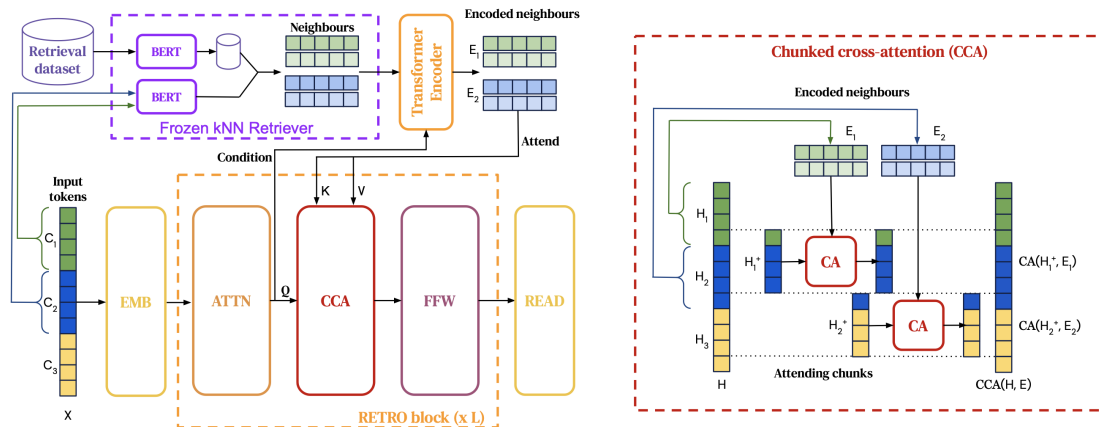 Retrieval
dataset
BERT
BERT
Neighbours
Frozen kNN Retriever
Transformer
Encoder
Encoded neighbours
E1
E2
Condition
Attend
K
V
Input
tokens
C1
C2
C3
X
EMB
ATTN
Q
CCA
FFW
READ
RETRO block (x L)
Chunked cross-attention (CCA)
Encoded neighbours
E1
E2
H1
H2
H3
H
H1+
CA
CA(H1+, E1)
H2+
CA
CA(H2+, E2)
Attending chunks
CCA(H, E)